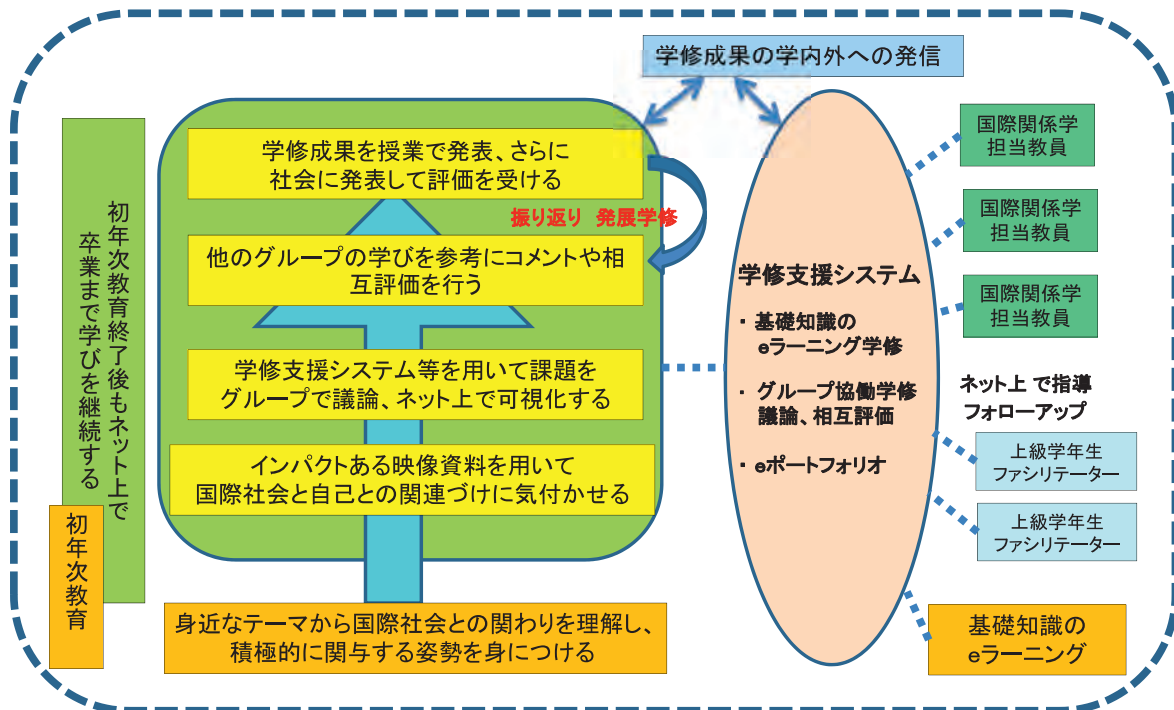 学修成果の学内外への発信
初年次教育終了後もネット上で
卒業まで学びを継続する
初年次教育
学修成果を授業で発表、さらに
社会に発表して評価を受ける
振り返り 発展学修
他のグループの学びを参考にコメントや相
互評価を行う
学修支援システム等を用いて課題を
グループで議論、ネット上で可視化する
インパクトある映像資料を用いて
国際社会と自己との関連づけに気付かせる
身近なテーマから国際社会との関わりを理解し、
積極的に関与する姿勢を身につける
学修支援システム
・ 基礎知識の
eラーニング学修
・ グループ協働学修
議論、相互評価
・ eポートフォリオ
国際関係学
担当教員
国際関係学
担当教員
国際関係学
担当教員
ネット上で指導
フォローアップ
上級学年生
ファシリテーター
上級学年生
ファシリテーター
基礎知識の
eラーニング